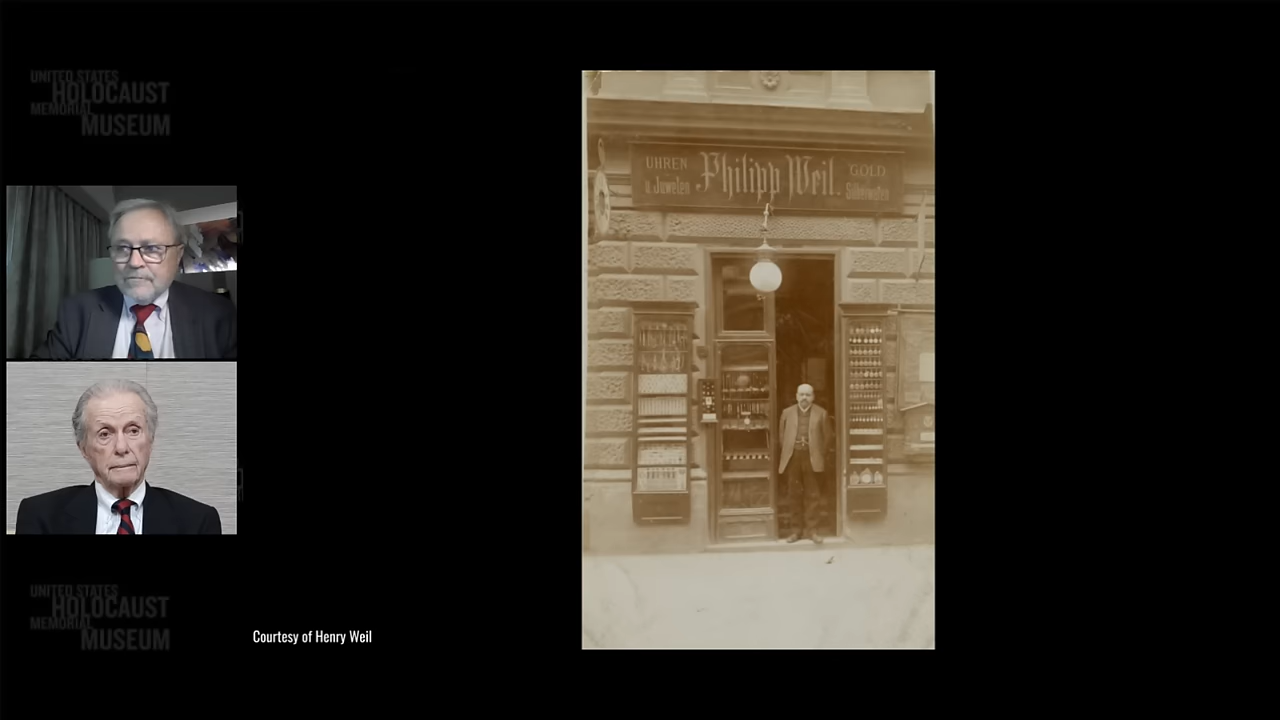 UNITED STATES
HOLOCAUST
MEMORIAL
MUSEUM
UHREN
u. Juwelen
Philipp Weil.
GOLD
u.
Silberwaren
UNITED STATES
HOLOCAUST
MEMORIAL
MUSEUM
Courtesy of Henry Weil